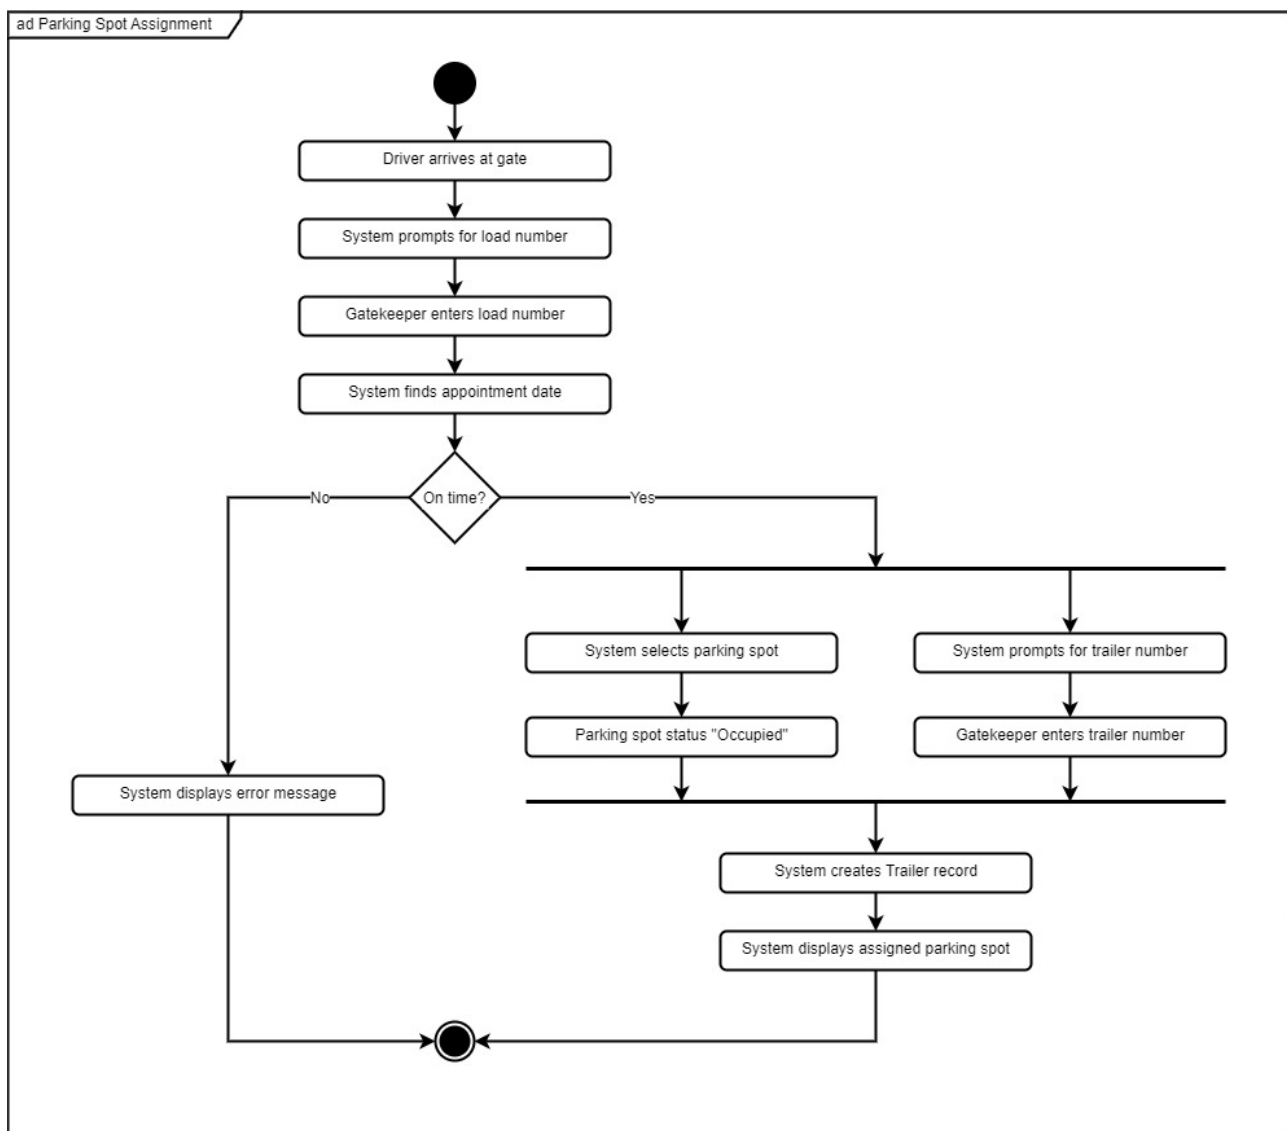 ad Parking Spot Assignment
Driver arrives at gate
System prompts for load number
Gatekeeper enters load number
System finds appointment date
No
On time?
Yes
System selects parking spot
System prompts for trailer number
Parking spot status "Occupied"
Gatekeeper enters trailer number
System displays error message
System creates Trailer record
System displays assigned parking spot